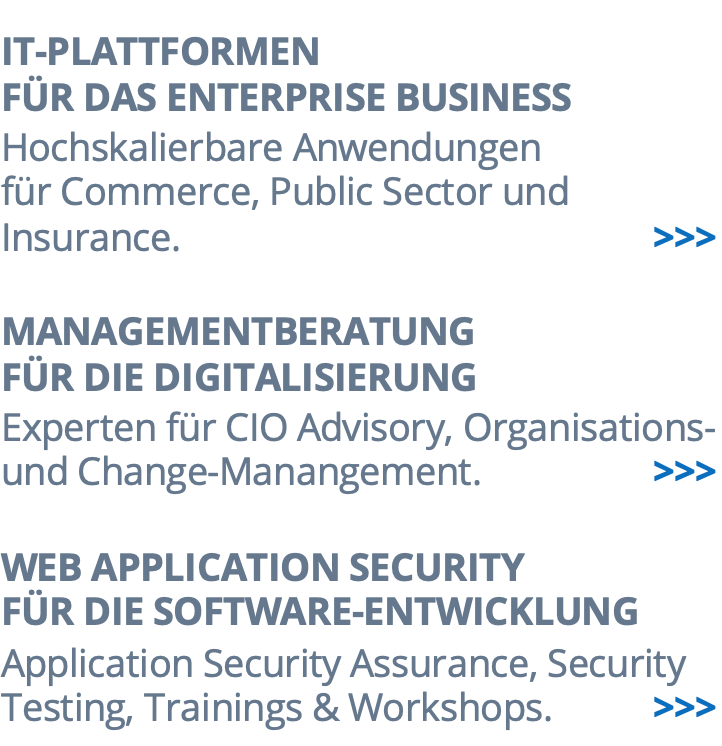 IT-PLATTFORMEN
FÜR DAS ENTERPRISE BUSINESS
Hochskalierbare Anwendungen
für Commerce, Public Sector und
Insurance. >>>
MANAGEMENTBERATUNG
FÜR DIE DIGITALISIERUNG
Experten für CIO Advisory, Organisations-
und Change-Manangement. >>>
WEB APPLICATION SECURITY
FÜR DIE SOFTWARE-ENTWICKLUNG
Application Security Assurance, Security
Testing, Trainings & Workshops. >>>